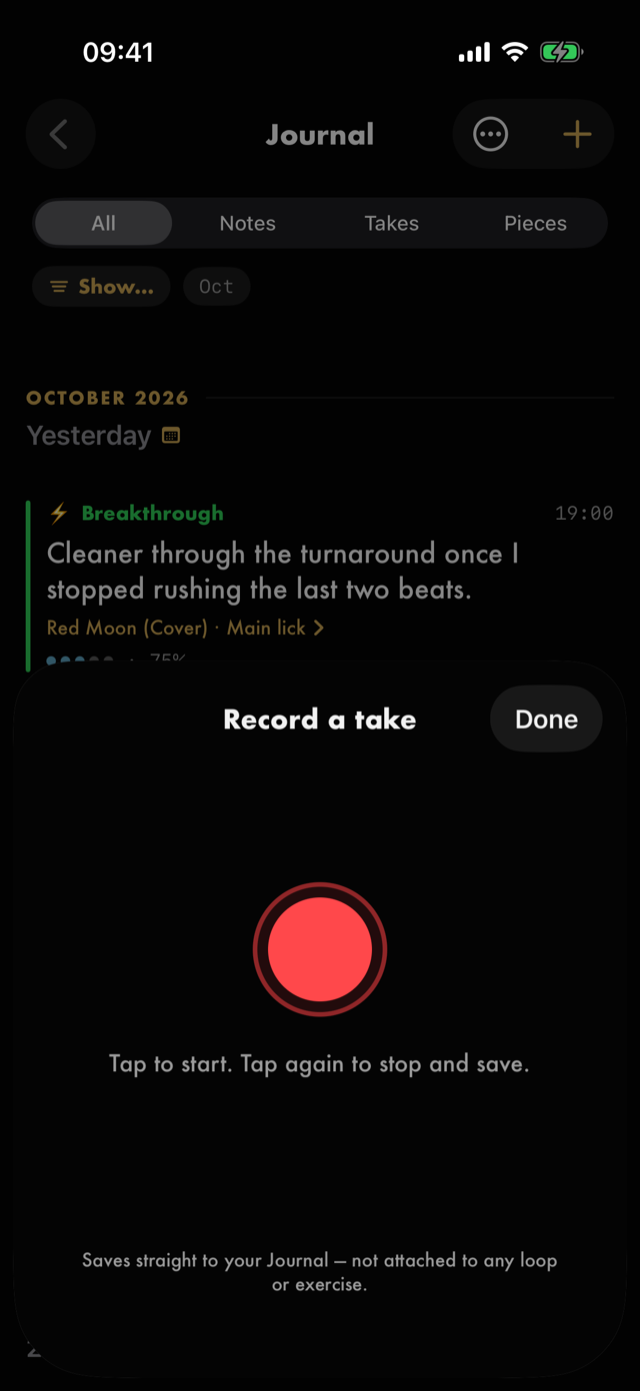 09:41
Journal
All Notes Takes Pieces
Show... Oct
OCTOBER 2026
Yesterday
Breakthrough 19:00
Cleaner through the turnaround once I
stopped rushing the last two beats.
Red Moon (Cover) · Main lick
75%
Record a take Done
Tap to start. Tap again to stop and save.
Saves straight to your Journal — not attached to any loop
or exercise.